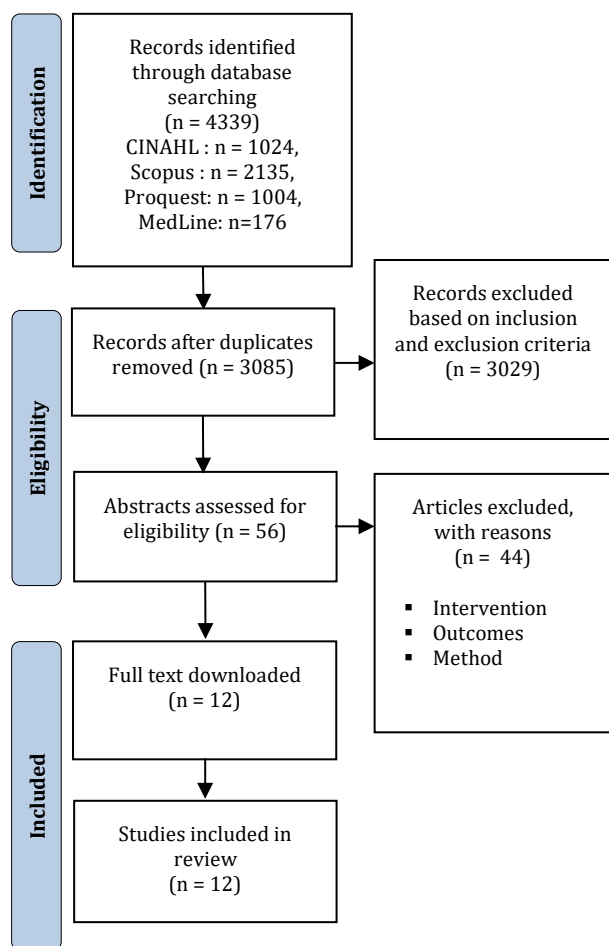 Identification
Records identified
through database
searching
(n = 4339)
CINAHL : n = 1024,
Scopus : n = 2135,
Proquest: n = 1004,
MedLine: n=176
Eligibility
Records after duplicates
removed (n = 3085)
Records excluded
based on inclusion
and exclusion criteria
(n = 3029)
Abstracts assessed for
eligibility (n = 56)
Articles excluded,
with reasons
(n = 44)
▪ Intervention
▪ Outcomes
▪ Method
Included
Full text downloaded
(n = 12)
Studies included in
review
(n = 12)